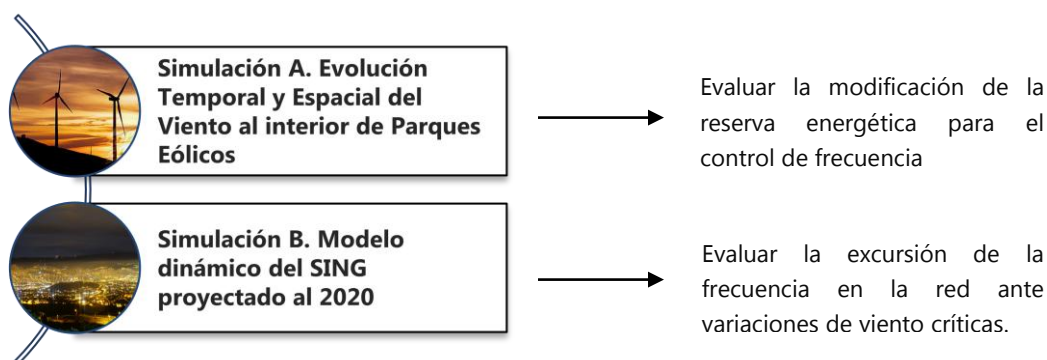 Simulación A. Evolución
Temporal y Espacial del
Viento al interior de Parques
Eólicos
Evaluar la modificación de la
reserva energética para el
control de frecuencia
Simulación B. Modelo
dinámico del SING
proyectado al 2020
Evaluar la excursión de la
frecuencia en la red ante
variaciones de viento críticas.